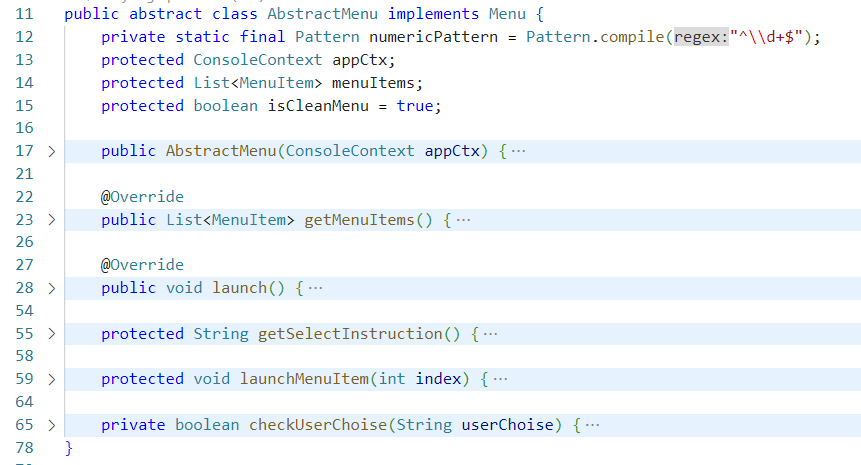 11 public abstract class AbstractMenu implements Menu {
12 private static final Pattern numericPattern = Pattern.compile(regex:"^\\d+$");
13 protected ConsoleContext appCtx;
14 protected List<MenuItem> menuItems;
15 protected boolean isCleanMenu = true;
16
17 > public AbstractMenu(ConsoleContext appCtx) {···
21
22 @Override
23 > public List<MenuItem> getMenuItems() {···
26
27 @Override
28 > public void launch() {···
54
55 > protected String getSelectInstruction() {···
58
59 > protected void launchMenuItem(int index) {···
64
65 > private boolean checkUserChoise(String userChoise) {···
78 }